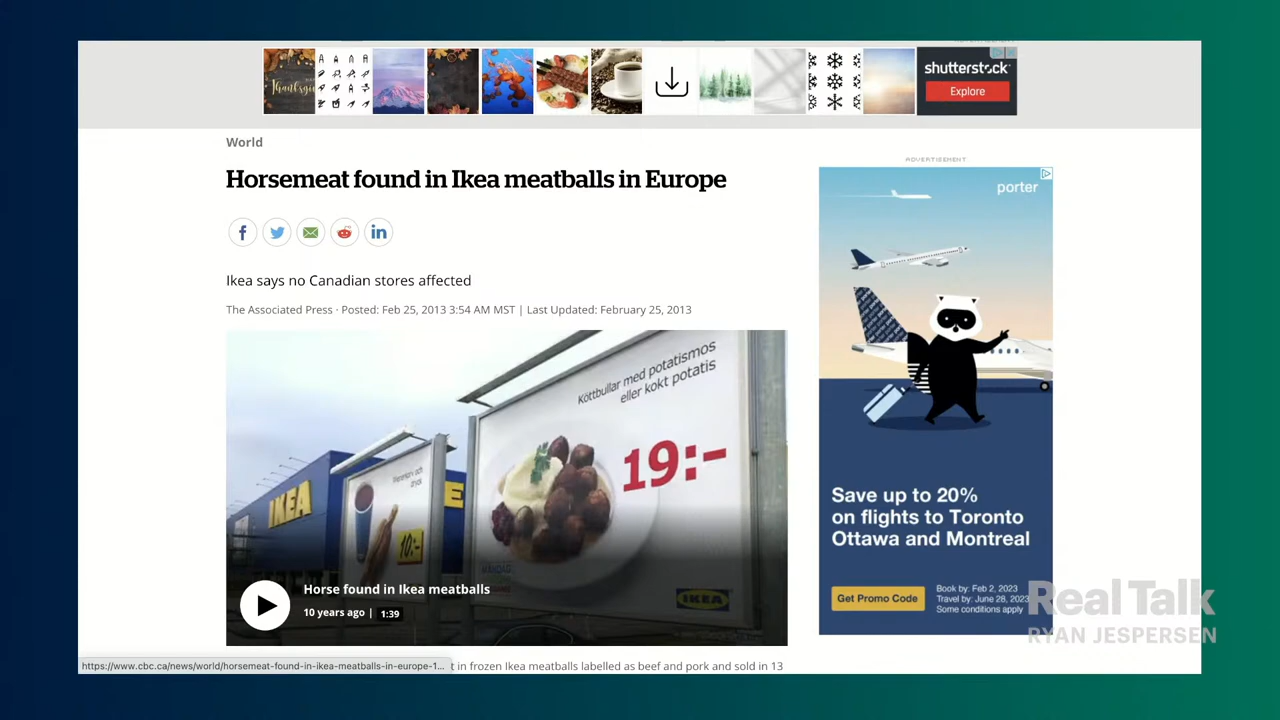 Thanksgiv
shutterstock
Explore
World
Horsemeat found in Ikea meatballs in Europe
ADVERTISEMENT
porter
Ikea says no Canadian stores affected
The Associated Press · Posted: Feb 25, 2013 3:54 AM MST | Last Updated: February 25, 2013
Köttbullar med potatismos
eller kokt potatis
19:-
IKEA
10:-
E
IKEA
Horse found in Ikea meatballs
10 years ago | 1:39
Save up to 20%
on flights to Toronto
Ottawa and Montreal
Get Promo Code
Book by: Feb 2, 2023
Travel by: June 28, 2023
Some conditions apply
Real Talk
RYAN JESPERSEN
https://www.cbc.ca/news/world/horsemeat-found-in-ikea-meatballs-in-europe-1... t in frozen Ikea meatballs labelled as beef and pork and sold in 13